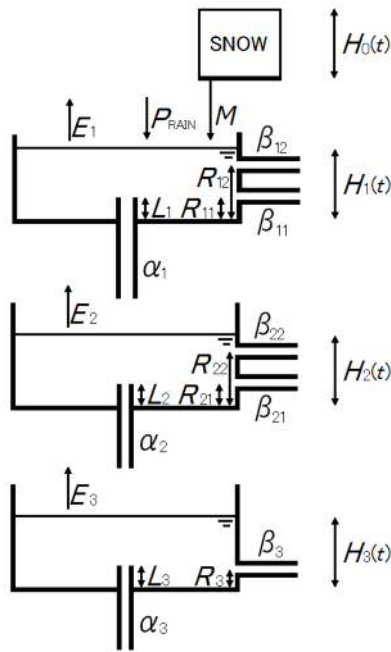 SNOW
H₀(t)
E₁
P_RAIN
M
β₁₂
R₁₂
H₁(t)
L₁
R₁₁
β₁₁
α₁
E₂
β₂₂
R₂₂
H₂(t)
L₂
R₂₁
β₂₁
α₂
E₃
β₃
H₃(t)
L₃
R₃
α₃